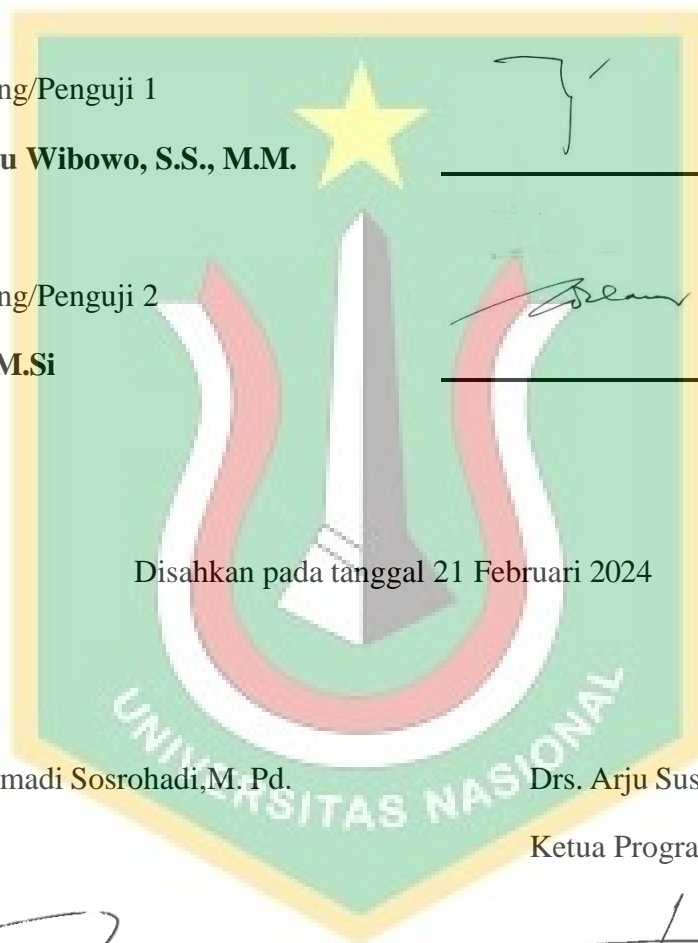 ng/Penguji 1
u Wibowo, S.S., M.M.
ng/Penguji 2
M.Si
Disahkan pada tanggal 21 Februari 2024
UNIVERSITAS NASIONAL
madi Sosrohadi,M. Pd.
Drs. Arju Sus
Ketua Progra